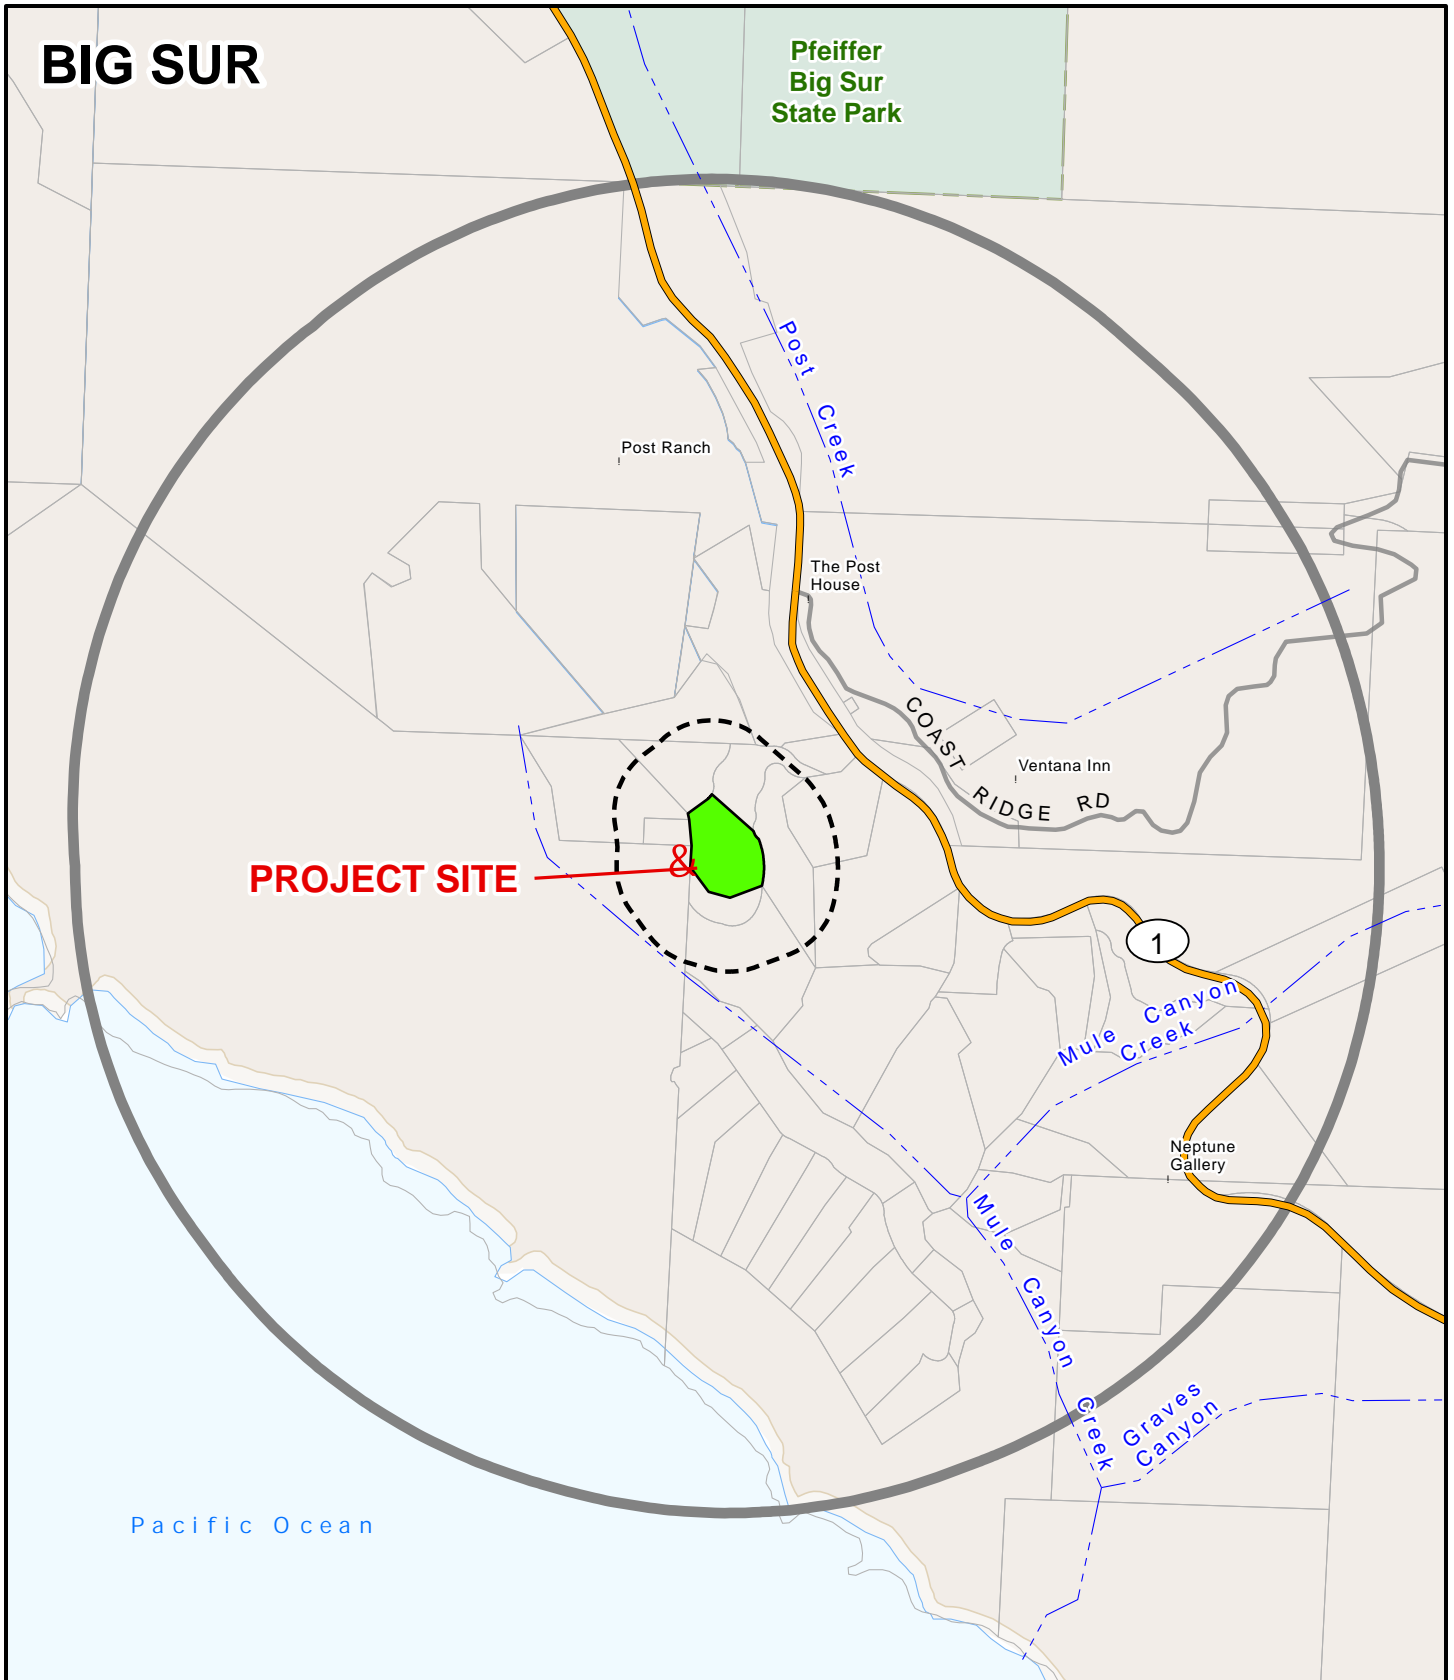 BIG SUR
Pfeiffer
Big Sur
State Park
Post Creek
Post Ranch
The Post
House
COAST RIDGE RD
Ventana Inn
PROJECT SITE
&
1
Mule Canyon
Creek
Neptune
Gallery
Mule Canyon Creek
Graves
Canyon
Pacific Ocean